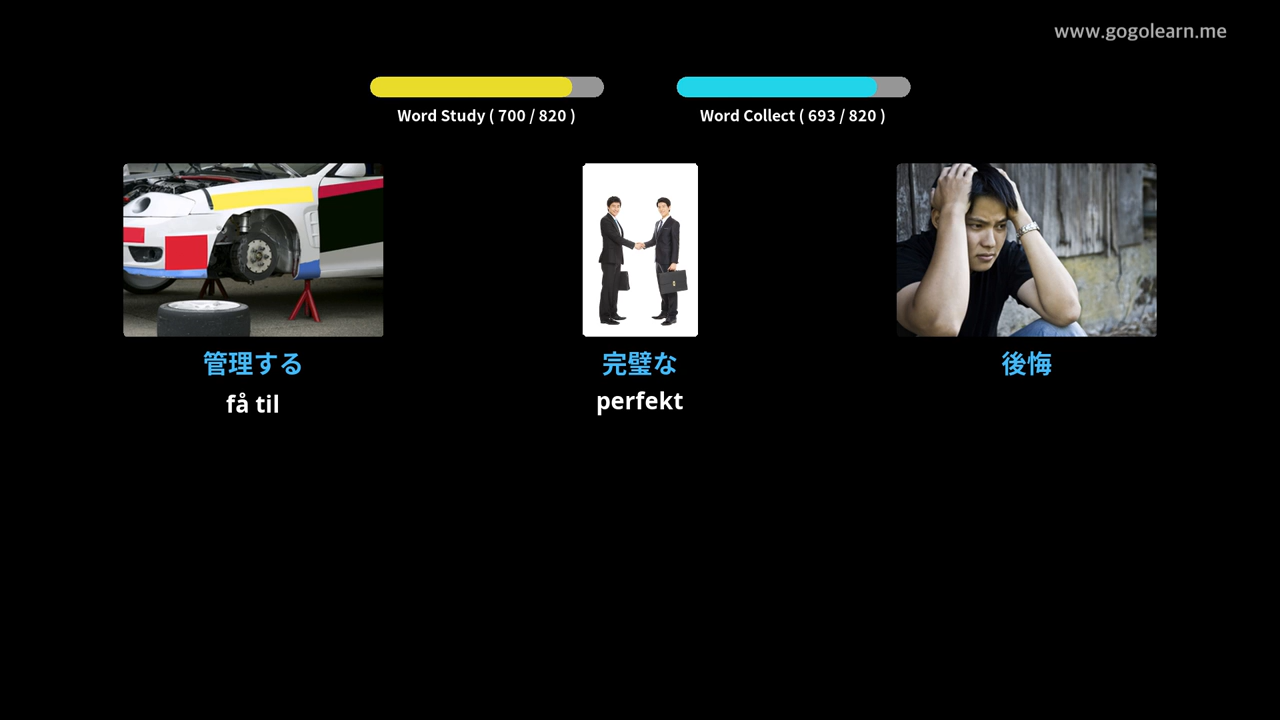 www.gogolearn.me
Word Study ( 700 / 820 )
Word Collect ( 693 / 820 )
管理する
完璧な
後悔
få til
perfekt